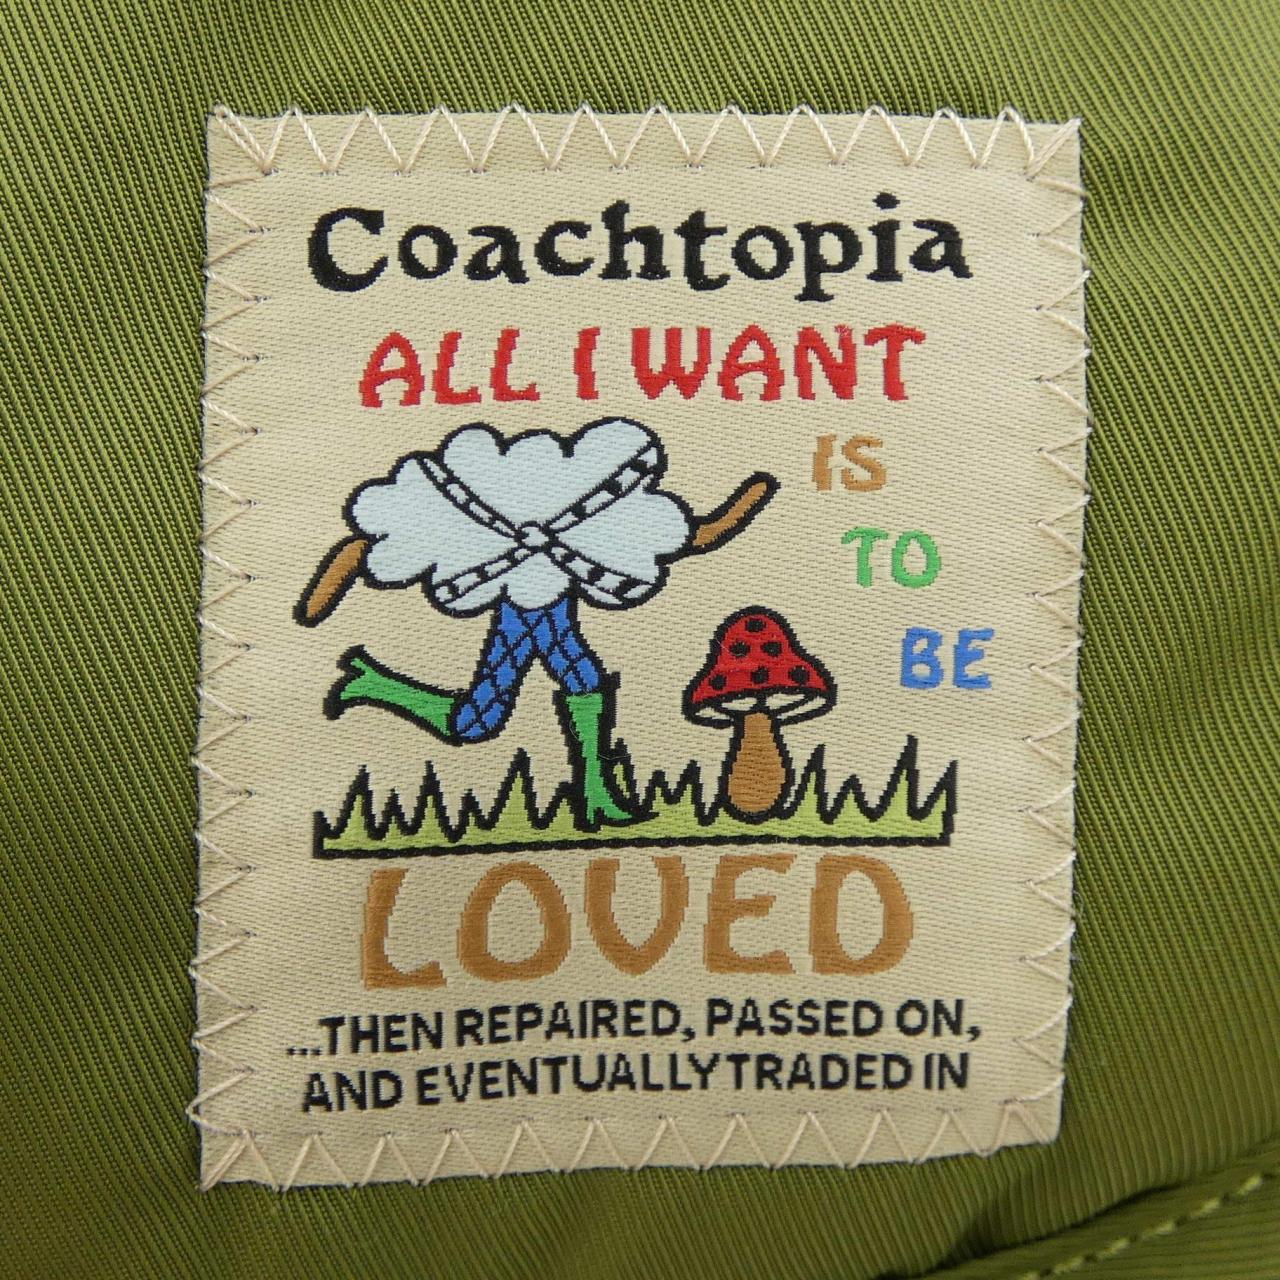 Coachtopia
ALL I WANT
IS
TO
BE
LOVED
...THEN REPAIRED, PASSED ON,
AND EVENTUALLY TRADED IN